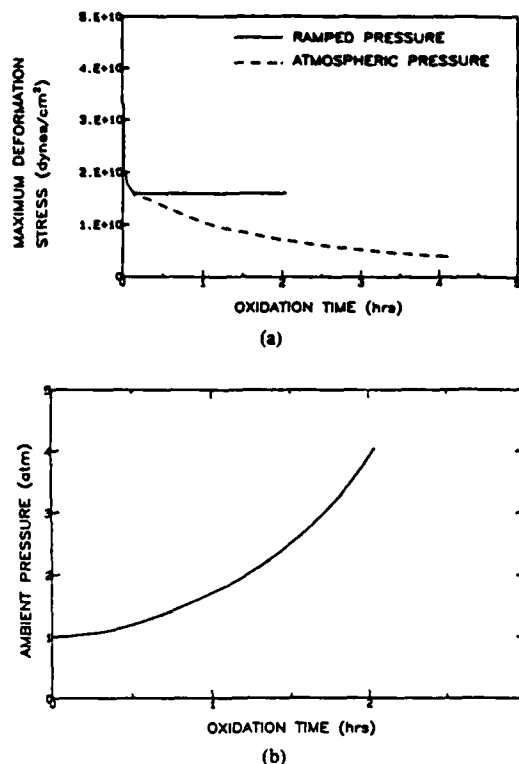 5.E+10
RAMPED PRESSURE
ATMOSPHERIC PRESSURE
4.E+10
3.E+10
2.E+10
1.E+10
0
MAXIMUM DEFORMATION
STRESS (dynes/cm²)
0 1 2 3 4 5
OXIDATION TIME (hrs)
(a)
5
4
3
2
1
0
AMBIENT PRESSURE (atm)
0 1 2
OXIDATION TIME (hrs)
(b)